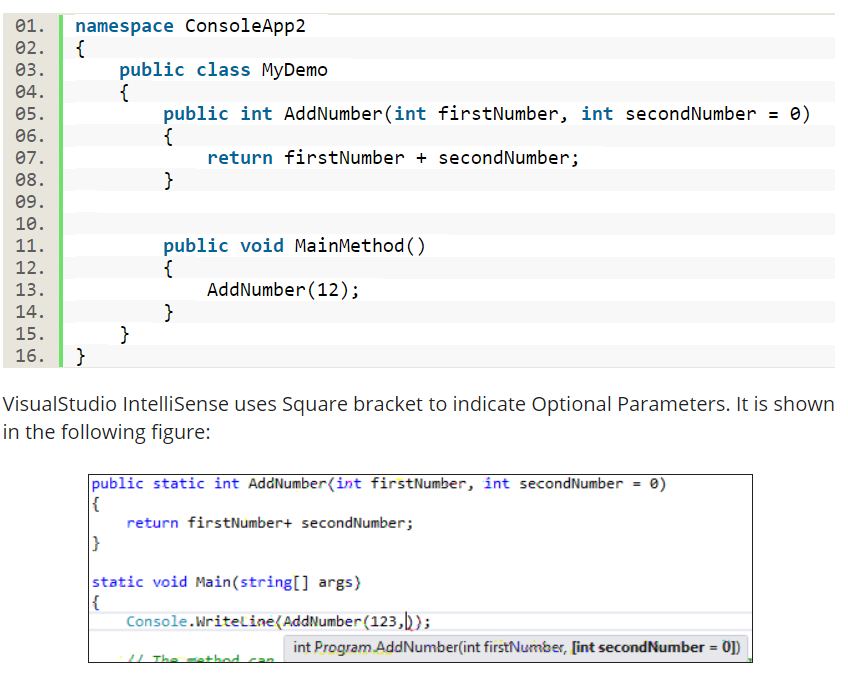 01. namespace ConsoleApp2
02. {
03. public class MyDemo
04. {
05. public int AddNumber(int firstNumber, int secondNumber = 0)
06. {
07. return firstNumber + secondNumber;
08. }
09.
10.
11. public void MainMethod()
12. {
13. AddNumber(12);
14. }
15. }
16. }
VisualStudio IntelliSense uses Square bracket to indicate Optional Parameters. It is shown
in the following figure:
public static int AddNumber(int firstNumber, int secondNumber = 0)
{
return firstNumber+ secondNumber;
}
static void Main(string[] args)
{
Console.WriteLine(AddNumber(123,));
int Program.AddNumber(int firstNumber, [int secondNumber = 0])
// The method can